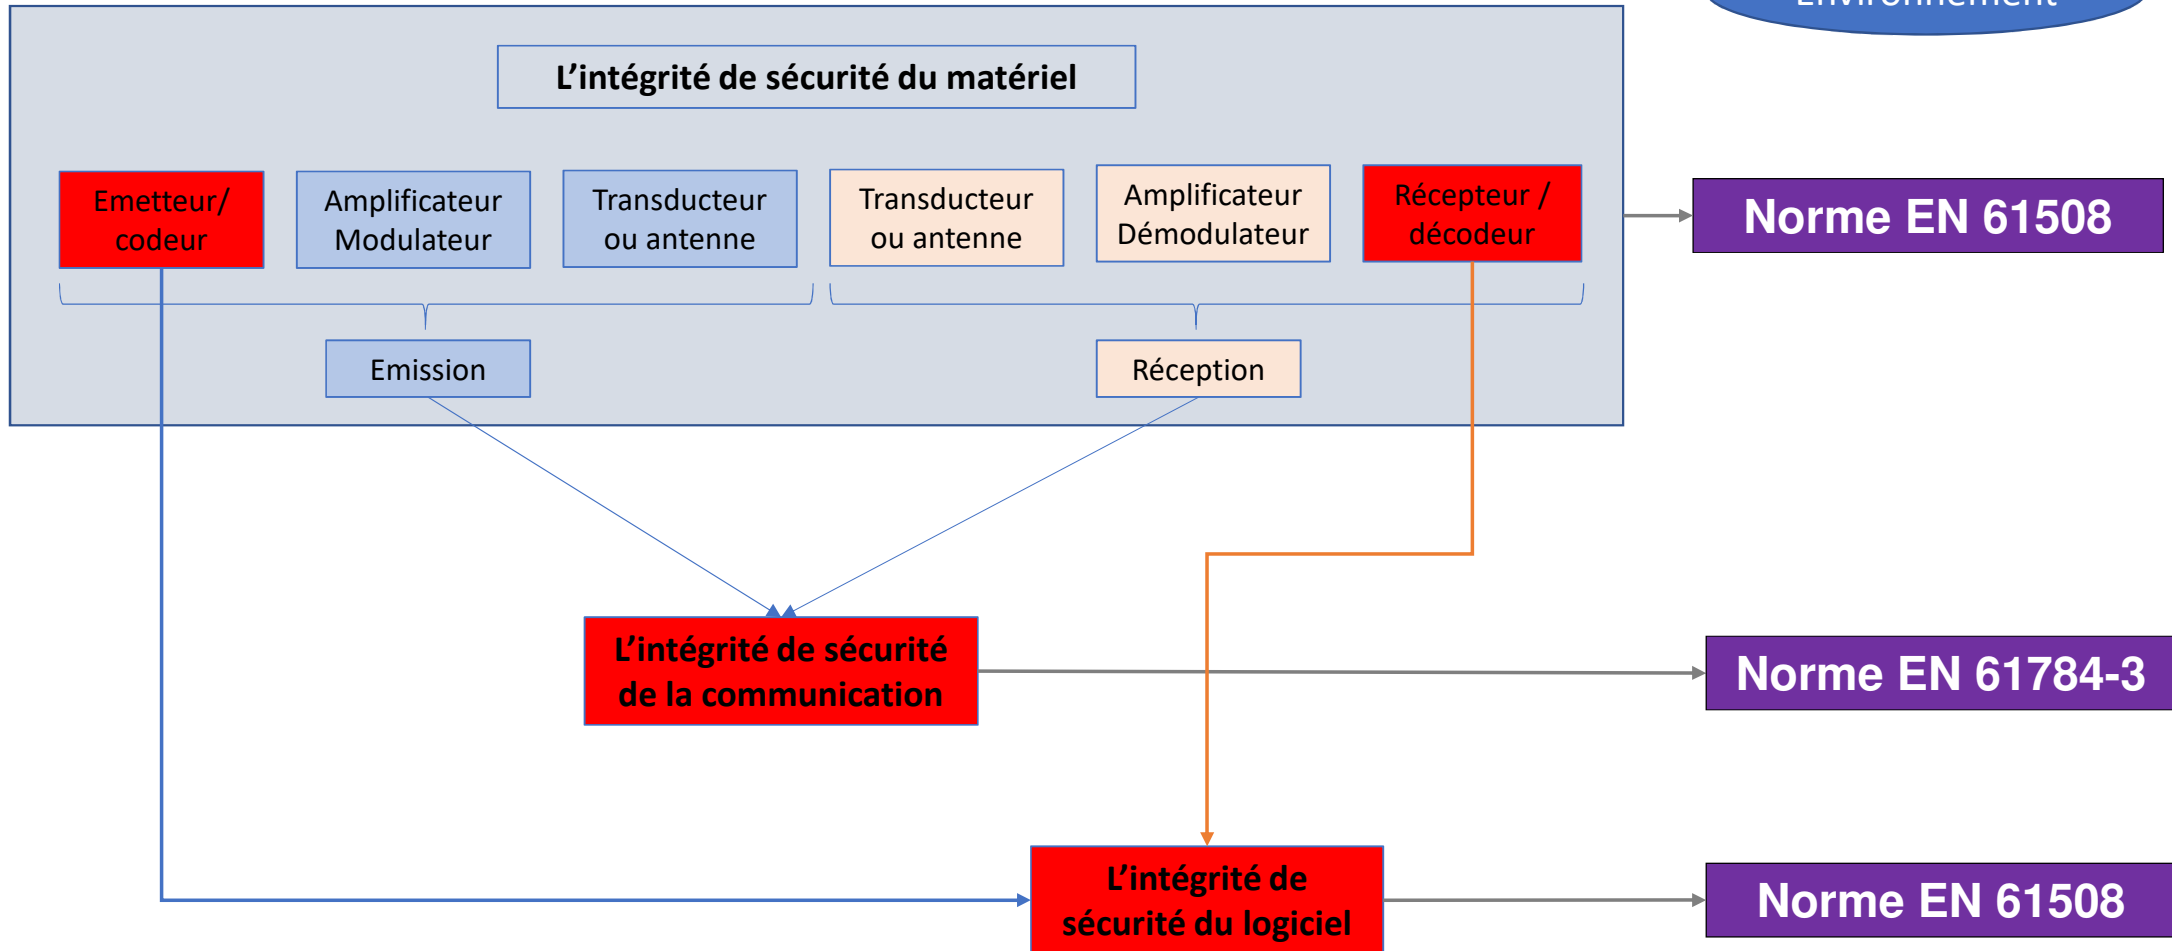 Environnement
L’intégrité de sécurité du matériel
Emetteur/
codeur
Amplificateur
Modulateur
Transducteur
ou antenne
Transducteur
ou antenne
Amplificateur
Démodulateur
Récepteur /
décodeur
Norme EN 61508
Emission
Réception
L’intégrité de sécurité
de la communication
Norme EN 61784-3
L’intégrité de
sécurité du logiciel
Norme EN 61508